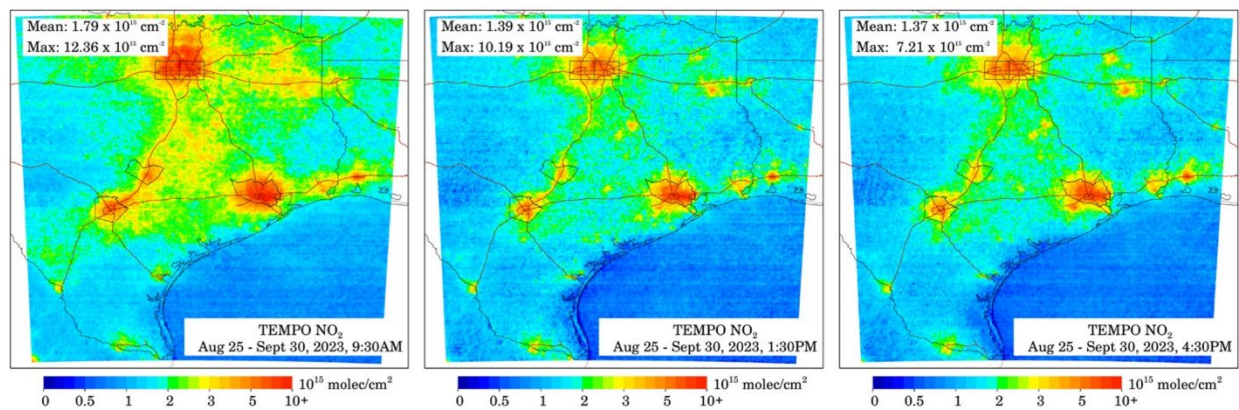 Mean: 1.79 x 10¹⁵ cm⁻²
Max: 12.36 x 10¹⁵ cm⁻²
TEMPO NO₂
Aug 25 - Sept 30, 2023, 9:30AM
0 0.5 1 2 3 5 10+ 10¹⁵ molec/cm²
Mean: 1.39 x 10¹⁵ cm⁻²
Max: 10.19 x 10¹⁵ cm⁻²
TEMPO NO₂
Aug 25 - Sept 30, 2023, 1:30PM
0 0.5 1 2 3 5 10+ 10¹⁵ molec/cm²
Mean: 1.37 x 10¹⁵ cm⁻²
Max: 7.21 x 10¹⁵ cm⁻²
TEMPO NO₂
Aug 25 - Sept 30, 2023, 4:30PM
0 0.5 1 2 3 5 10+ 10¹⁵ molec/cm²